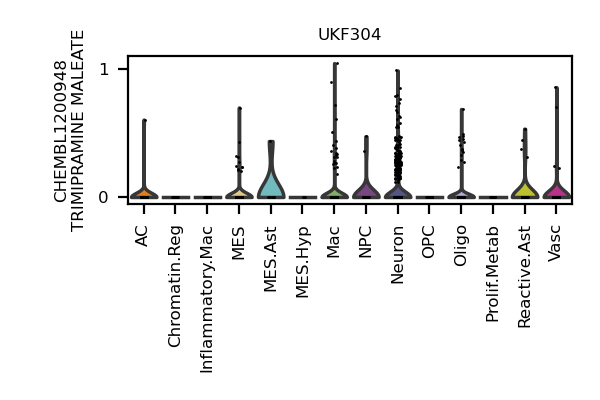 UKF304
CHEMBL1200948
TRIMIPRAMINE MALEATE
1
0
AC
Chromatin.Reg
Inflammatory.Mac
MES
MES.Ast
MES.Hyp
Mac
NPC
Neuron
OPC
Oligo
Prolif.Metab
Reactive.Ast
Vasc